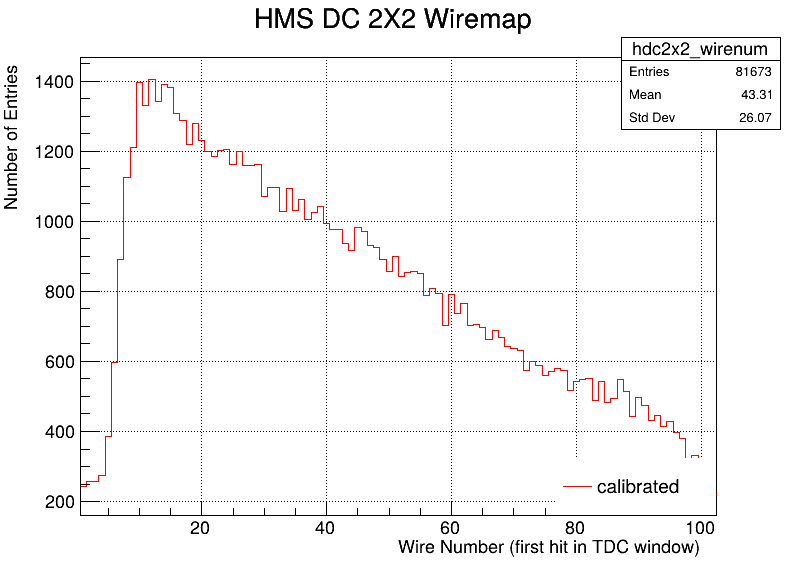 HMS DC 2X2 Wiremap
hdc2x2_wirenum
Entries 81673
Mean 43.31
Std Dev 26.07
Number of Entries
1400
1200
1000
800
600
400
200
calibrated
20 40 60 80 100
Wire Number (first hit in TDC window)